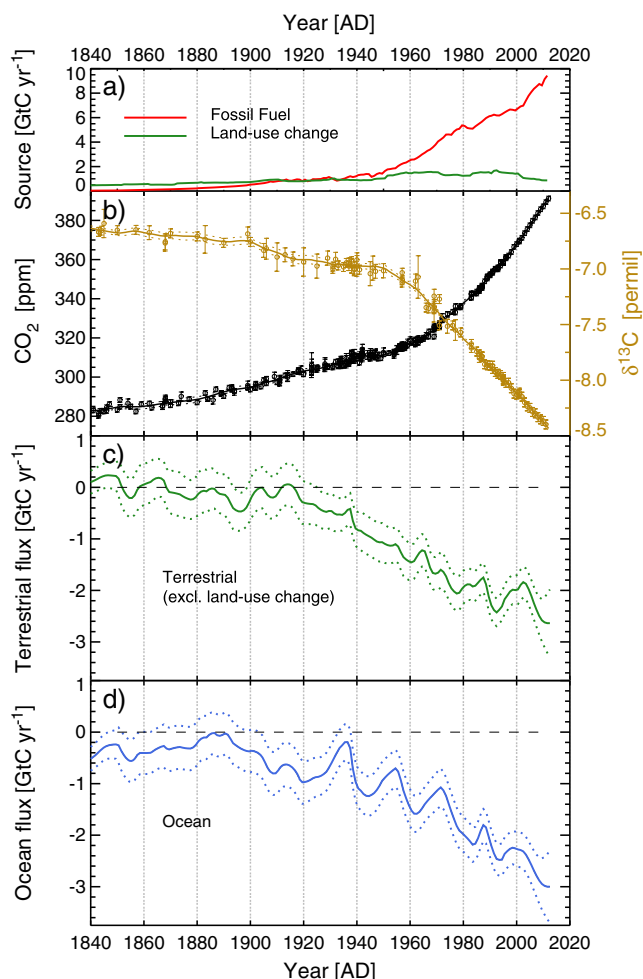 Year [AD]
1840 1860 1880 1900 1920 1940 1960 1980 2000 2020
a)
Source [GtC yr-1]
10
8
6
4
2
0
Fossil Fuel
Land-use change
b)
CO2 [ppm]
380
360
340
320
300
280
δ13C [permil]
-6.5
-7.0
-7.5
-8.0
-8.5
c)
Terrestrial flux [GtC yr-1]
1
0
-1
-2
-3
Terrestrial
(excl. land-use change)
d)
Ocean flux [GtC yr-1]
1
0
-1
-2
-3
Ocean
1840 1860 1880 1900 1920 1940 1960 1980 2000 2020
Year [AD]